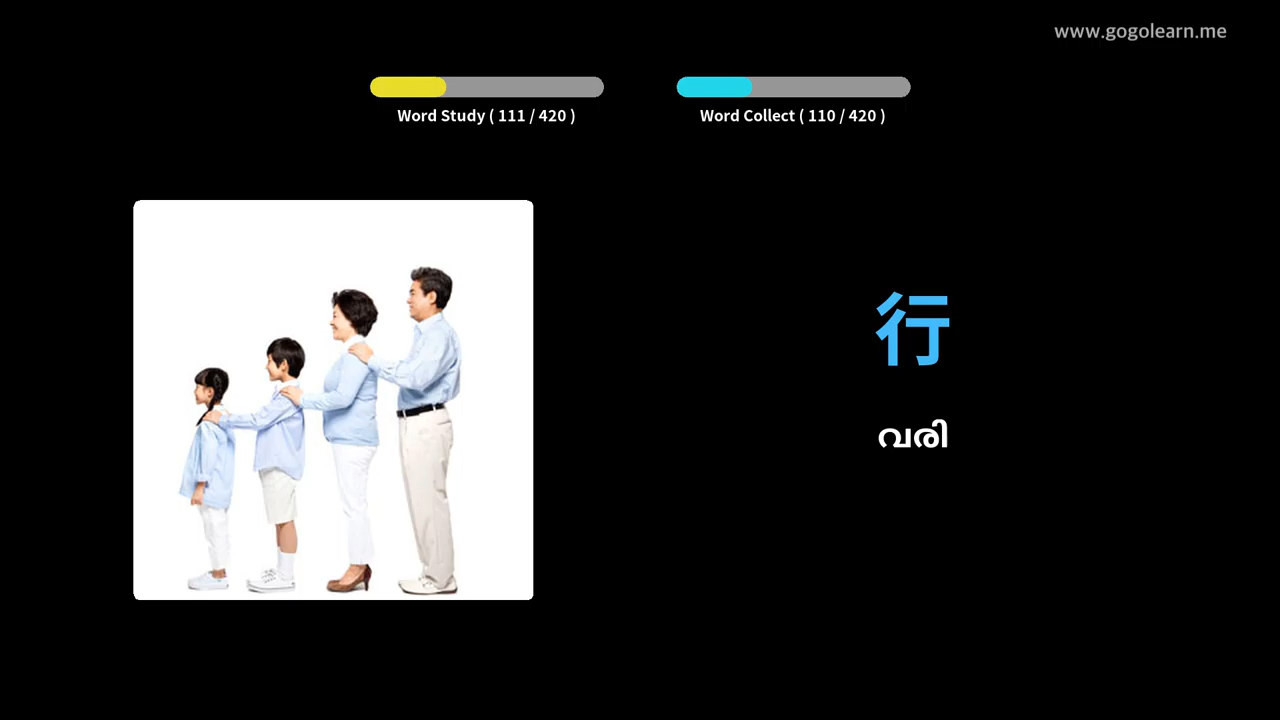 www.gogolearn.me
Word Study ( 111 / 420 )
Word Collect ( 110 / 420 )
行
വരി